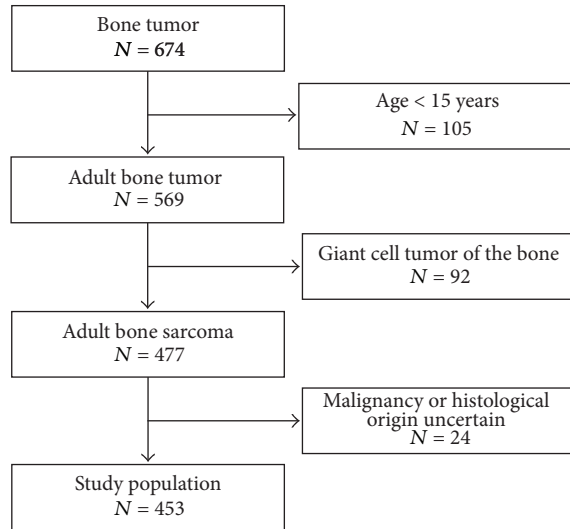 Bone tumor
N = 674
Age < 15 years
N = 105
Adult bone tumor
N = 569
Giant cell tumor of the bone
N = 92
Adult bone sarcoma
N = 477
Malignancy or histological
origin uncertain
N = 24
Study population
N = 453